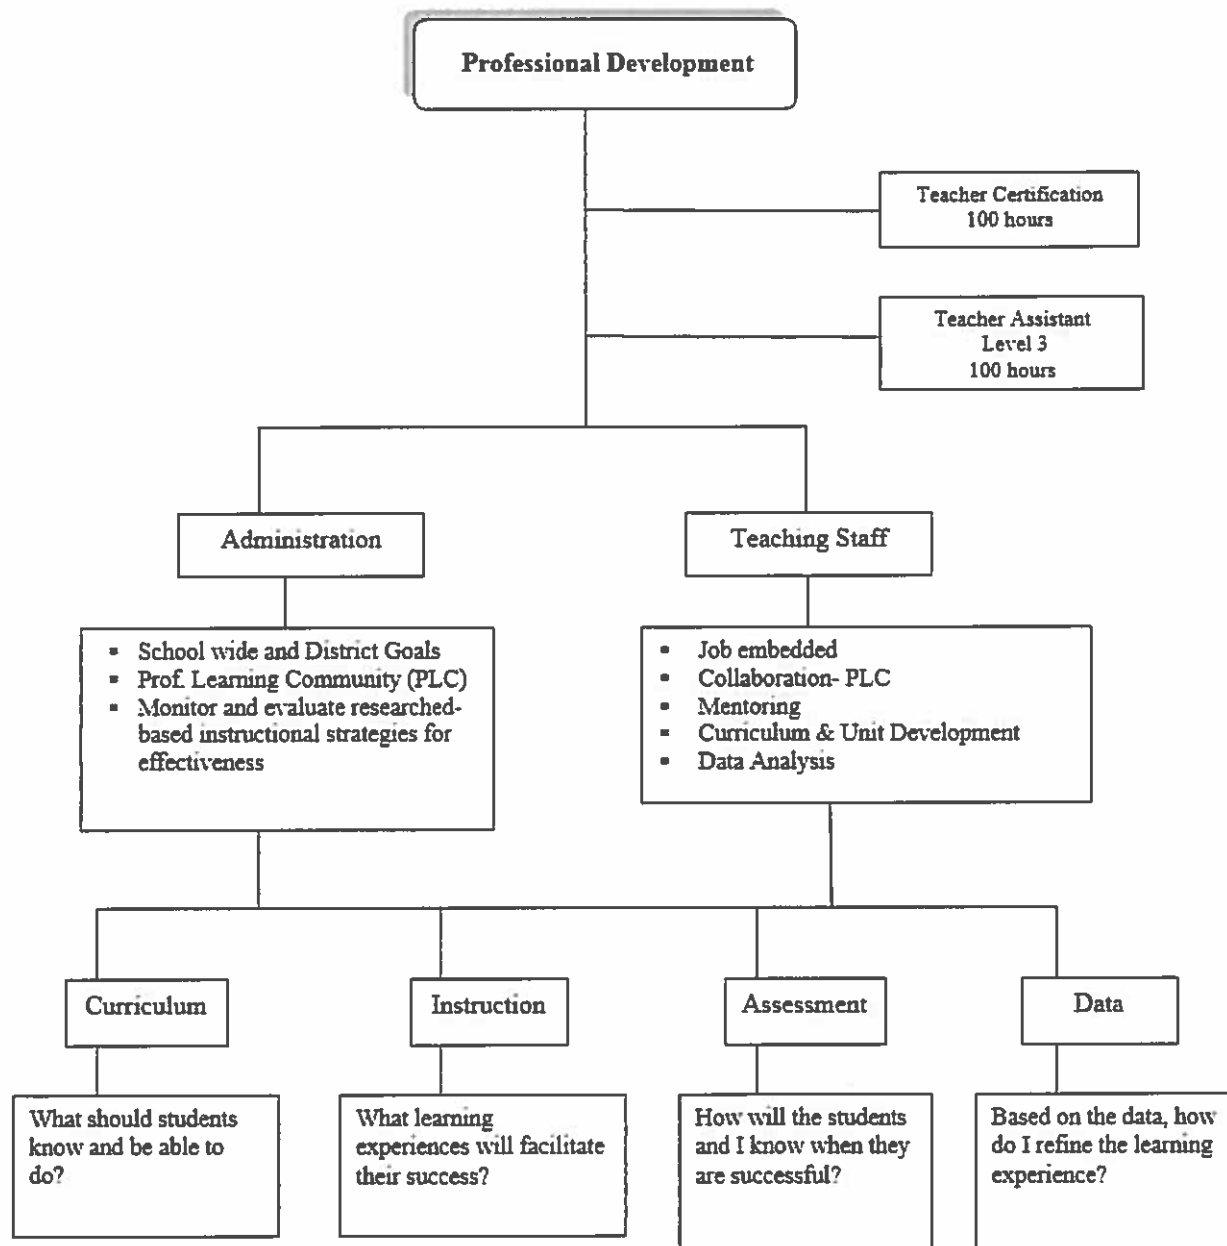 Professional Development
Teacher Certification
100 hours
Teacher Assistant
Level 3
100 hours
Administration
Teaching Staff
▪ School wide and District Goals
▪ Prof. Learning Community (PLC)
▪ Monitor and evaluate researched-
based instructional strategies for
effectiveness
▪ Job embedded
▪ Collaboration- PLC
▪ Mentoring
▪ Curriculum & Unit Development
▪ Data Analysis
Curriculum
Instruction
Assessment
Data
What should students
know and be able to
do?
What learning
experiences will facilitate
their success?
How will the students
and I know when they
are successful?
Based on the data, how
do I refine the learning
experience?